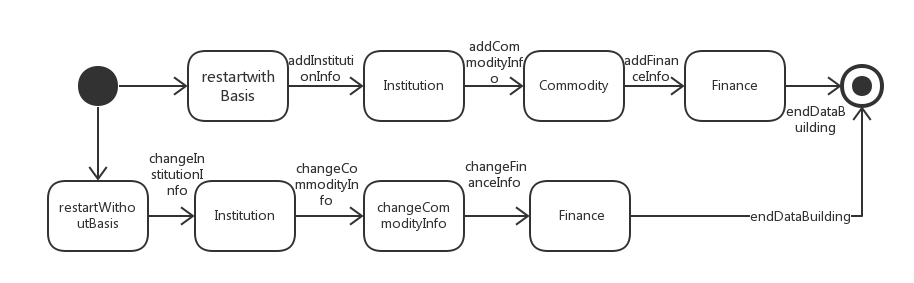 restartwith
Basis
addInstituti
onInfo
Institution
addCom
modityInf
o
Commodity
addFinan
ceInfo
Finance
endDataB
uilding
restartWitho
utBasis
changeIn
stitutionI
nfo
Institution
changeCo
mmodityIn
fo
changeCom
modityInfo
changeFin
anceInfo
Finance
endDataBuilding